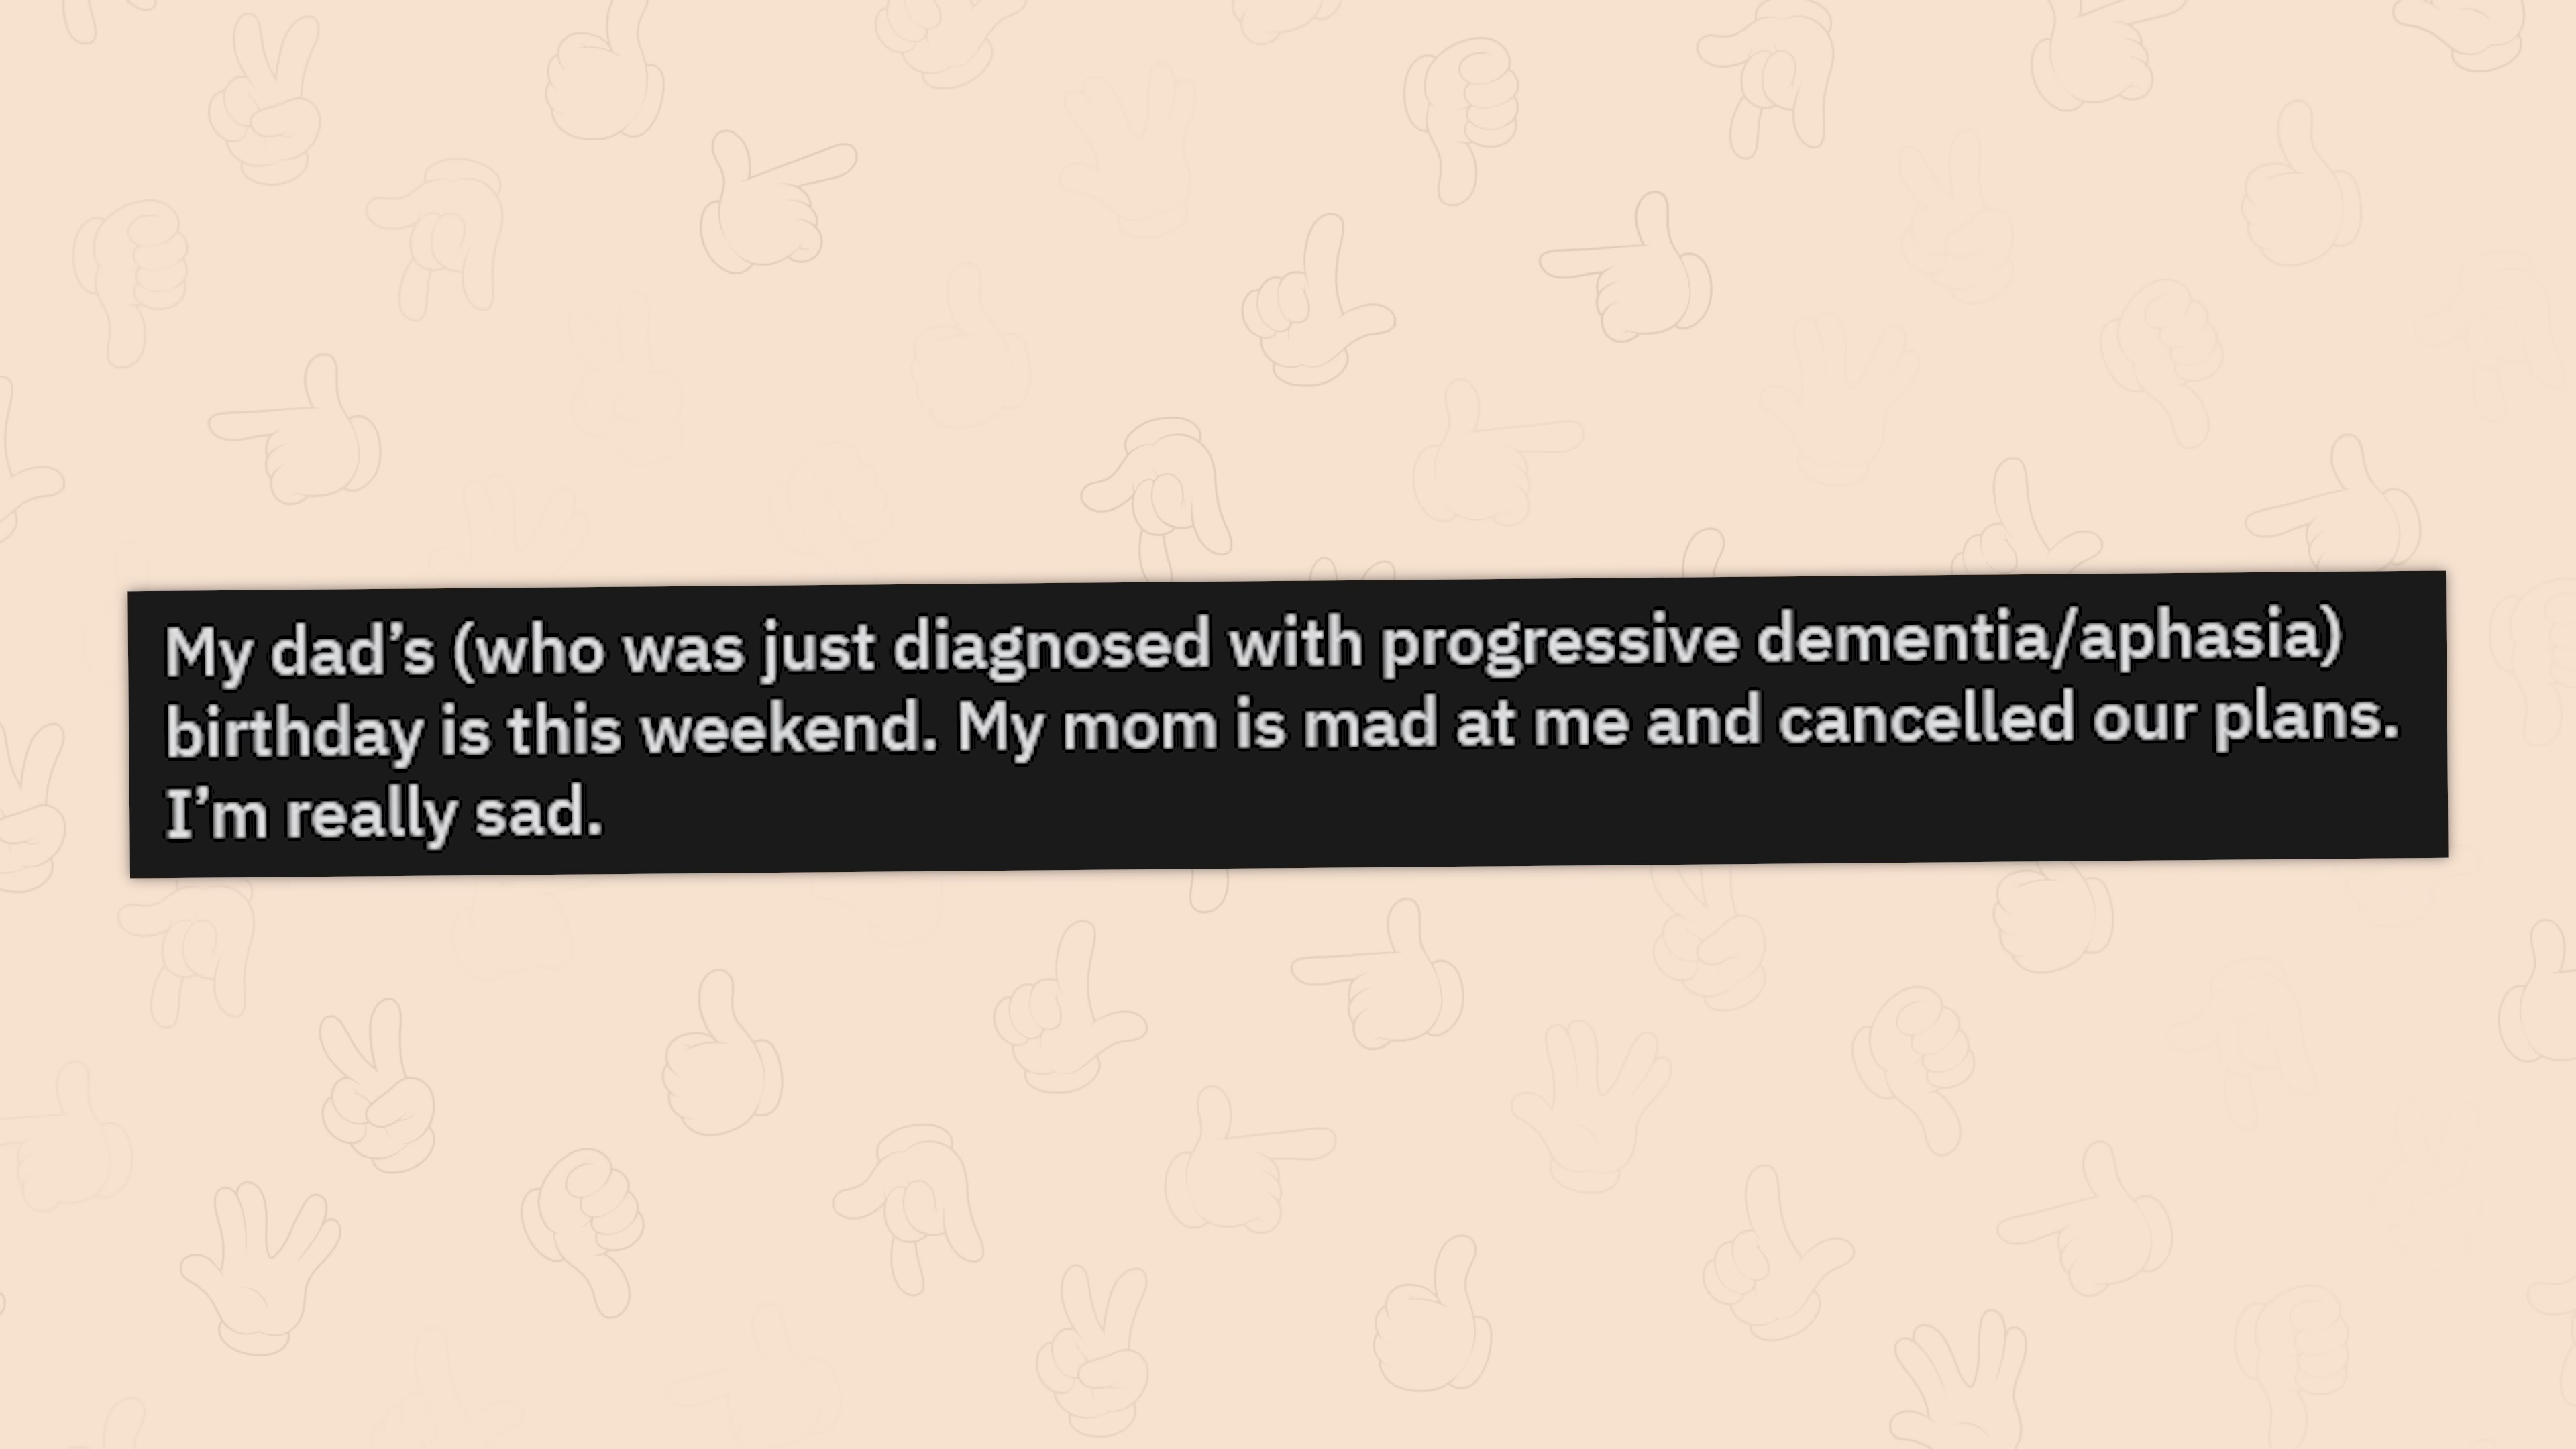 My dad’s (who was just diagnosed with progressive dementia/aphasia)
birthday is this weekend. My mom is mad at me and cancelled our plans.
I’m really sad.